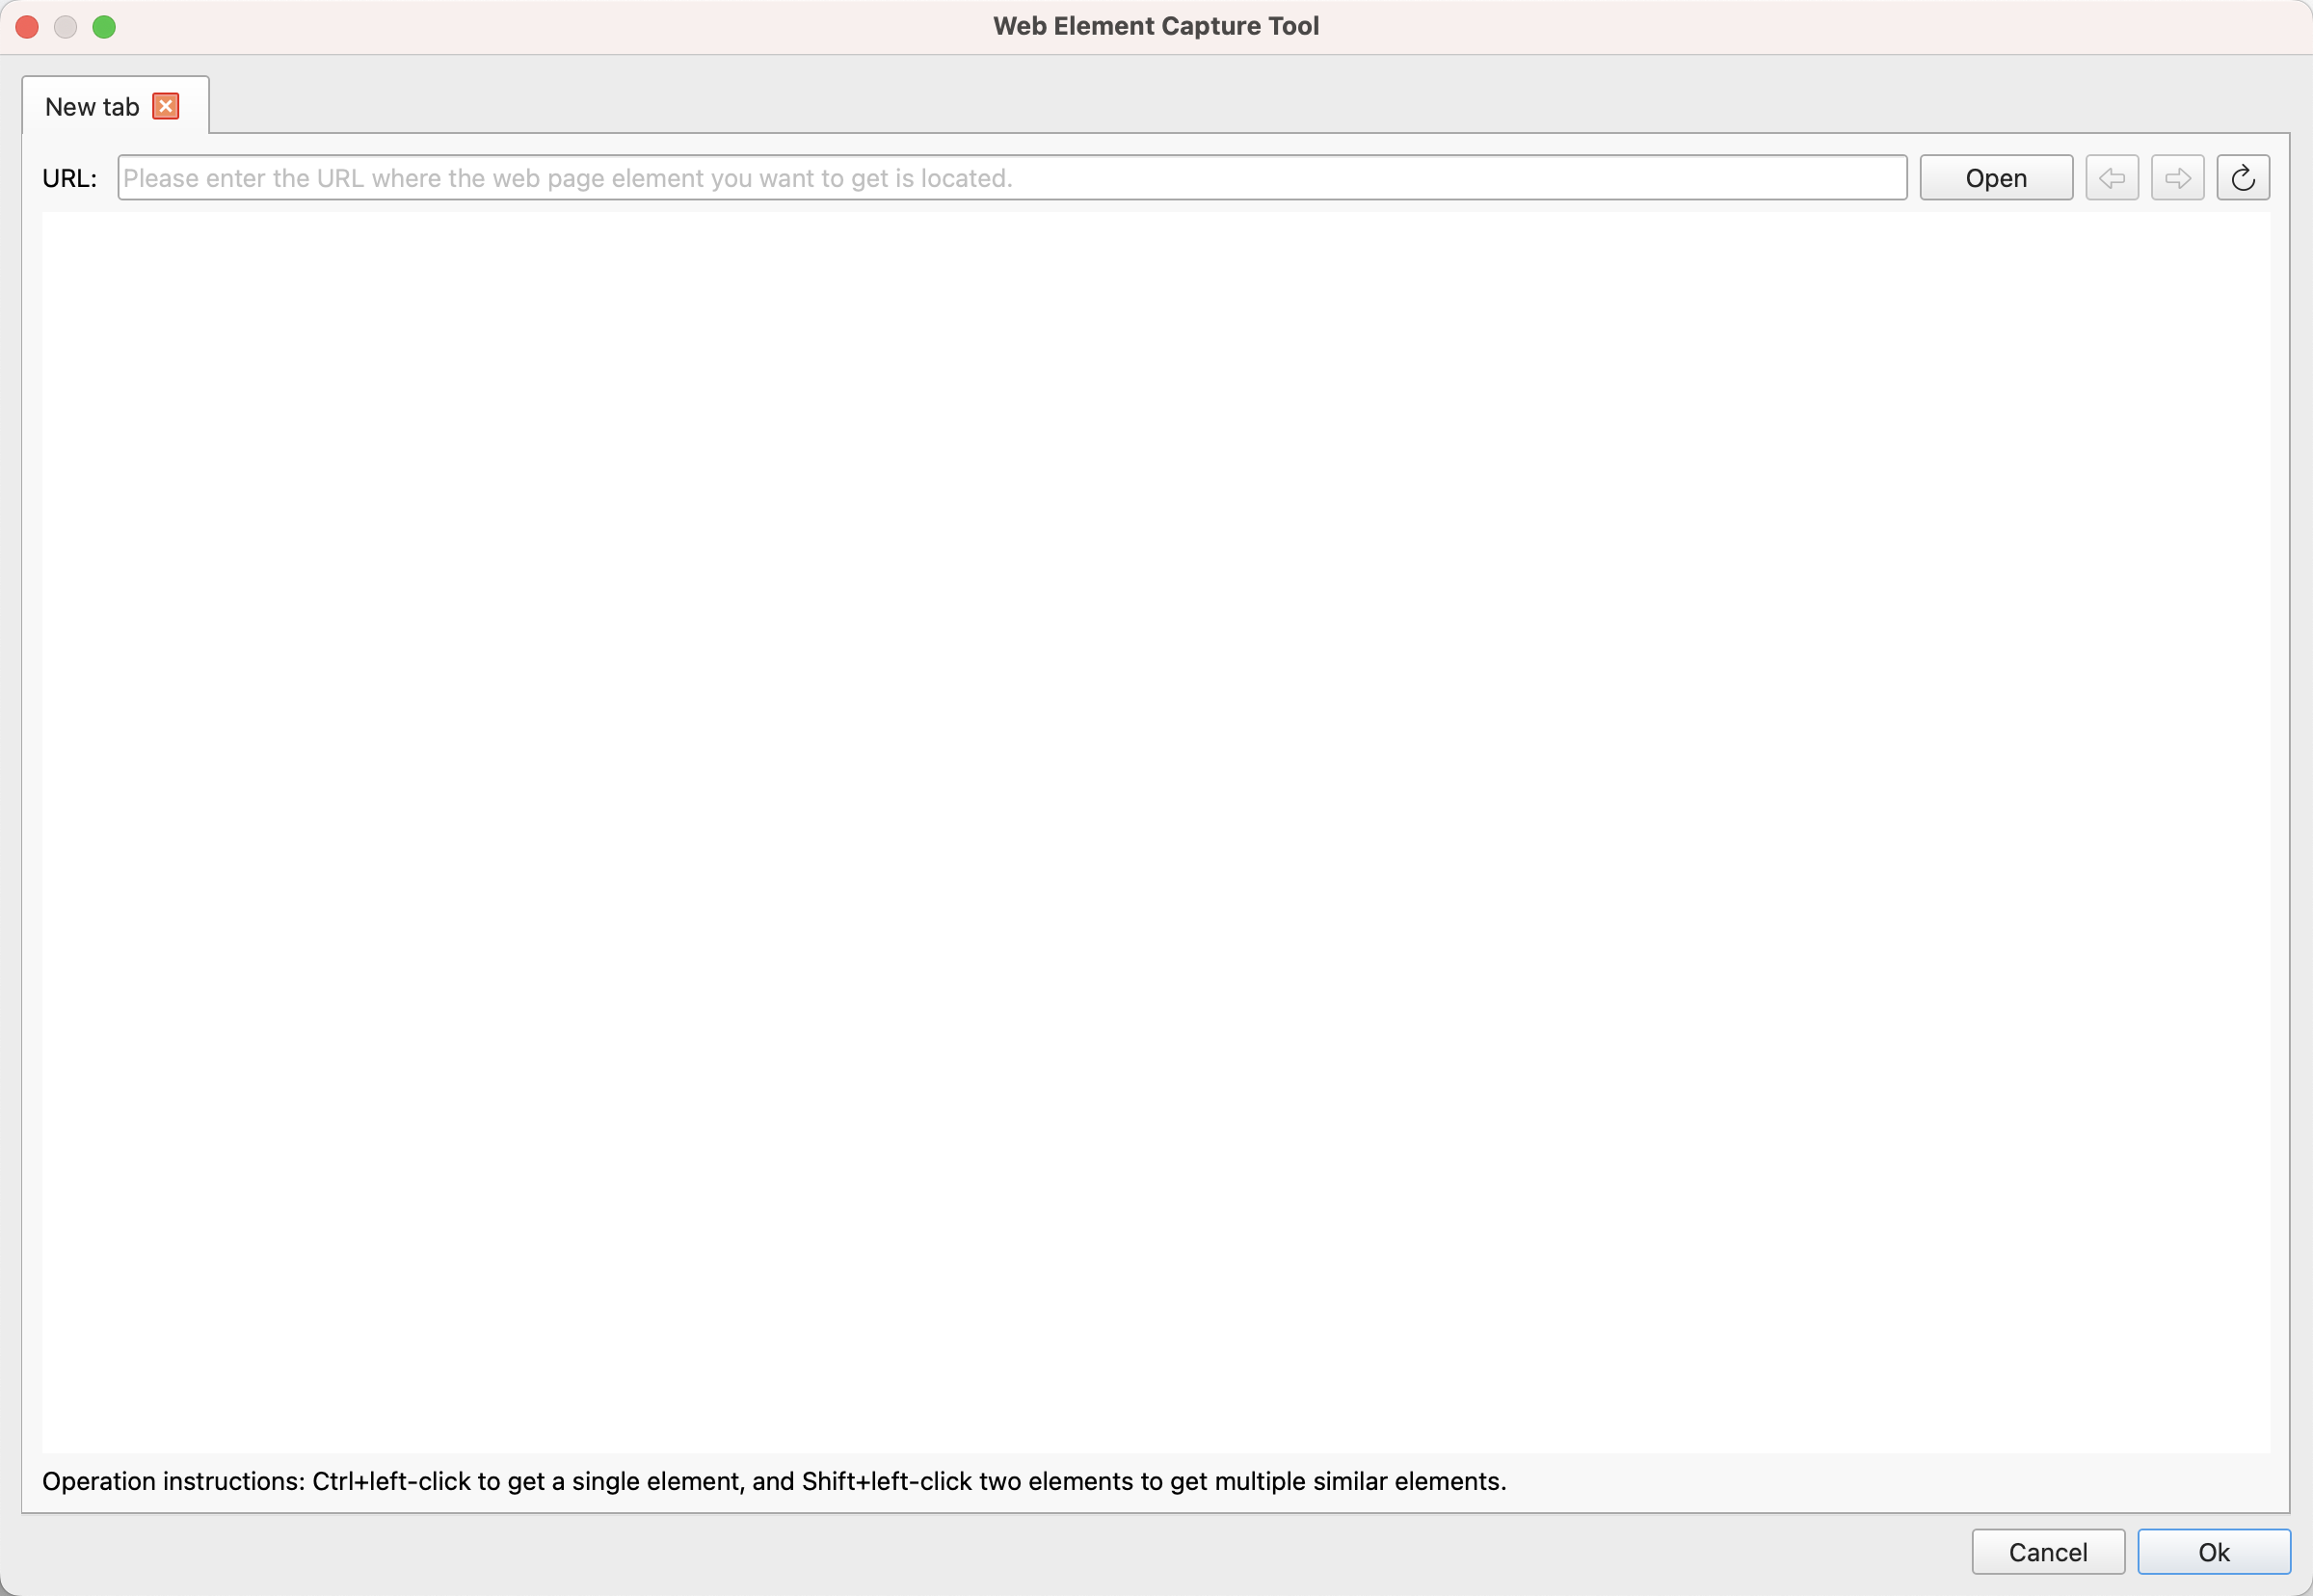 Web Element Capture Tool
New tab
URL: Please enter the URL where the web page element you want to get is located. Open
Operation instructions: Ctrl+left-click to get a single element, and Shift+left-click two elements to get multiple similar elements.
Cancel Ok